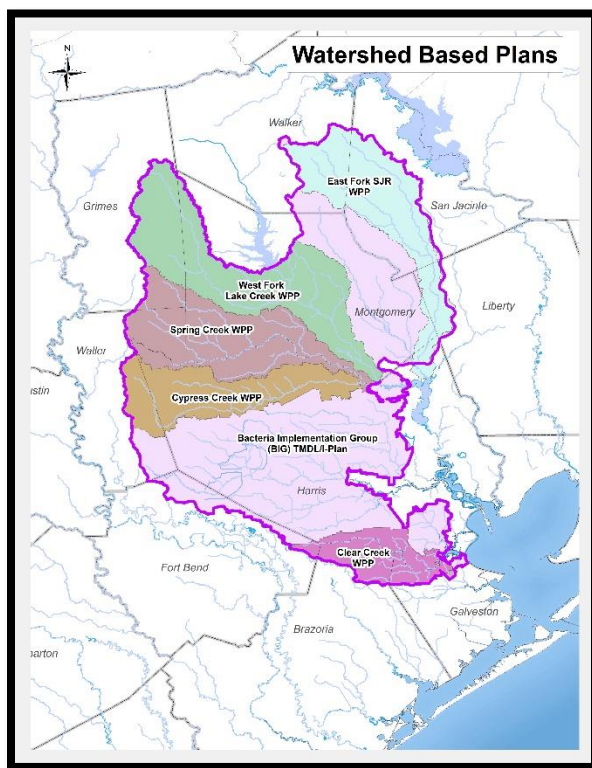 N
Watershed Based Plans
Walker
East Fork SJR
WPP
Grimes
San Jacinto
West Fork
Lake Creek WPP
Liberty
Montgomery
Spring Creek WPP
Waller
stin
Cypress Creek WPP
Bacteria Implementation Group
(BIG) TMDL/I-Plan
Harris
Clear Creek
WPP
Fort Bend
Galveston
Brazoria
harton